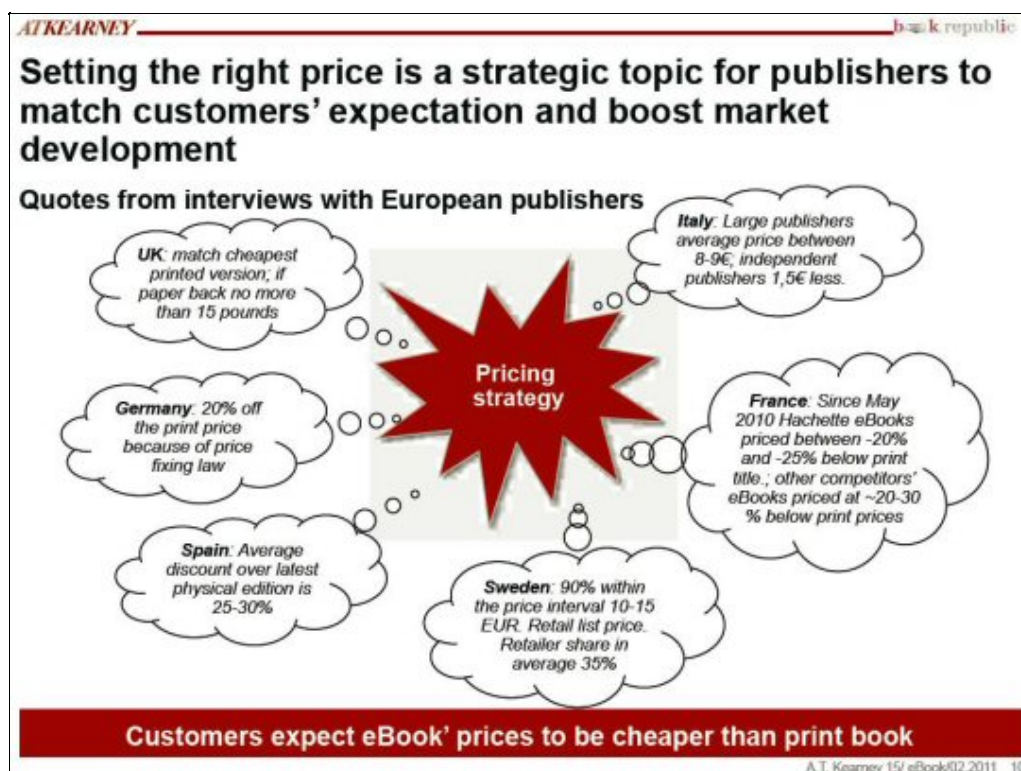 ATKEARNEY
b k republic
Setting the right price is a strategic topic for publishers to
match customers' expectation and boost market
development
Quotes from interviews with European publishers
UK: match cheapest
printed version; if
paper back no more
than 15 pounds
Italy: Large publishers
average price between
8-9€; independent
publishers 1,5€ less.
Pricing
strategy
Germany: 20% off
the print price
because of price
fixing law
France: Since May
2010 Hachette eBooks
priced between -20%
and -25% below print
title.; other competitors'
eBooks priced at ~20-30
% below print prices
Spain: Average
discount over latest
physical edition is
25-30%
Sweden: 90% within
the price interval 10-15
EUR. Retail list price.
Retailer share in
average 35%
Customers expect eBook' prices to be cheaper than print book
A.T. Kearney 15/ eBook/02.2011 10